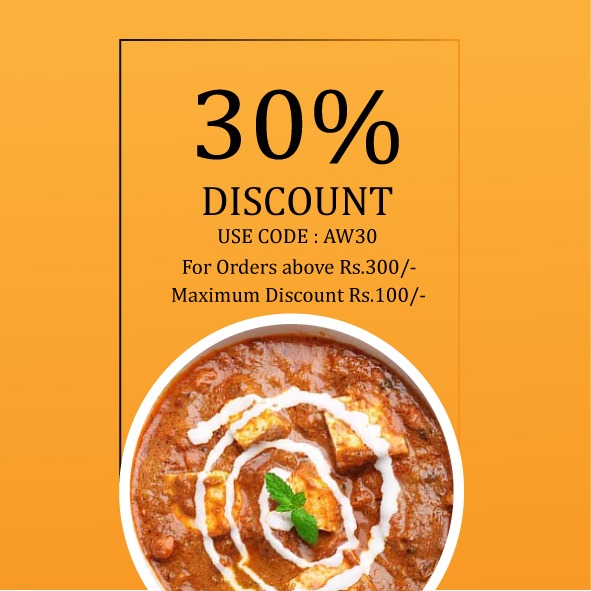 30%
DISCOUNT
USE CODE : AW30
For Orders above Rs.300/-
Maximum Discount Rs.100/-